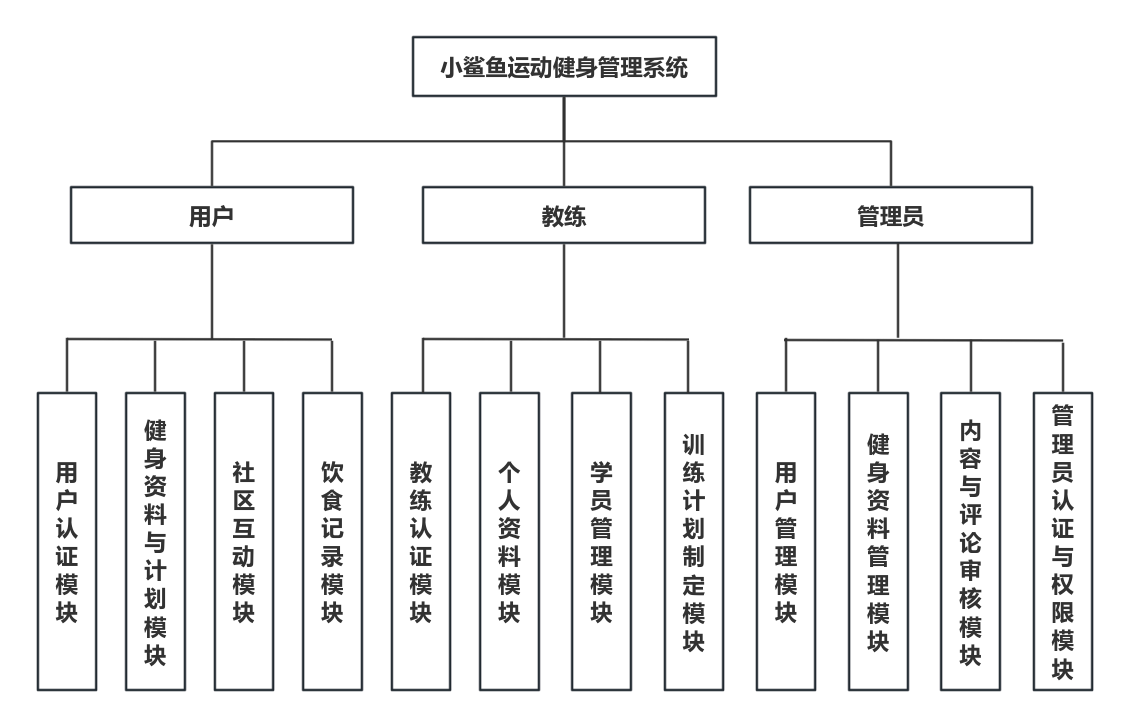 小鲨鱼运动健身管理系统
用户
教练
管理员
用户认证模块
健身资料与计划模块
社区互动模块
饮食记录模块
教练认证模块
个人资料模块
学员管理模块
训练计划制定模块
用户管理模块
健身资料管理模块
内容与评论审核模块
管理员认证与权限模块